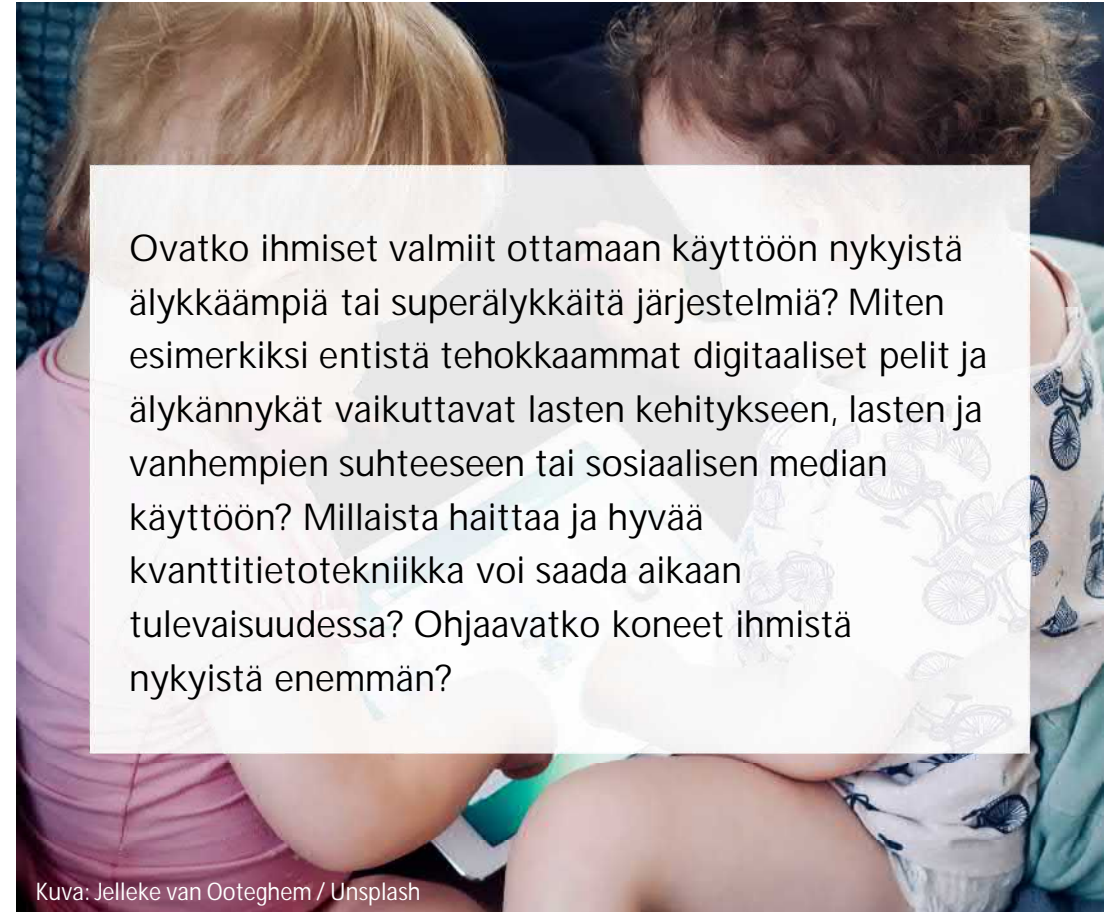 Ovatko ihmiset valmiit ottamaan käyttöön nykyistä
älykkäämpiä tai superälykkäitä järjestelmiä? Miten
esimerkiksi entistä tehokkaammat digitaaliset pelit ja
älykännykät vaikuttavat lasten kehitykseen, lasten ja
vanhempien suhteeseen tai sosiaalisen median
käyttöön? Millaista haittaa ja hyvää
kvanttitietotekniikka voi saada aikaan
tulevaisuudessa? Ohjaavatko koneet ihmistä
nykyistä enemmän?
Kuva: Jelleke van Ooteghem / Unsplash